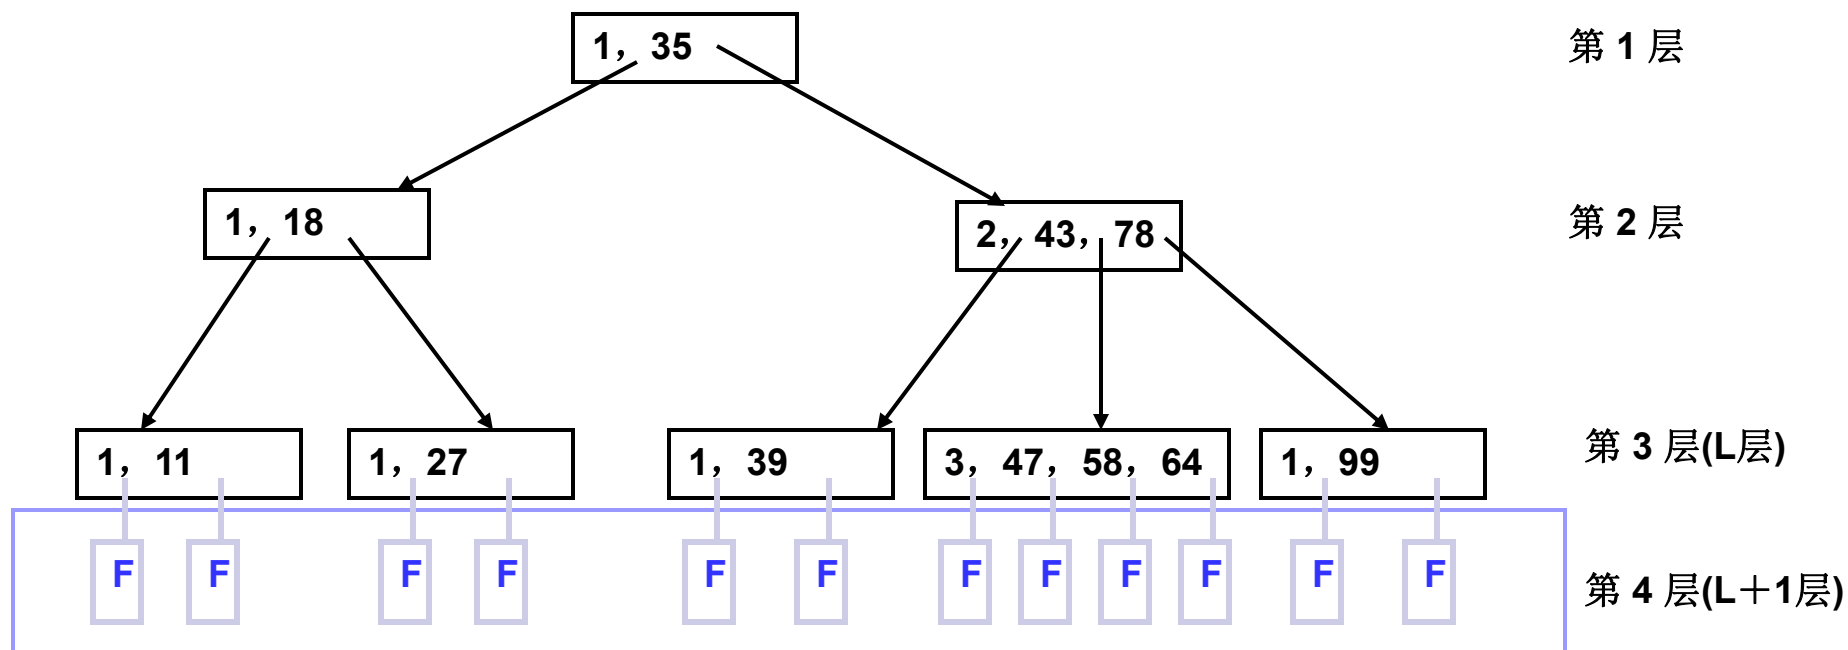 1，35
第 1 层
1，18
2，43，78
第 2 层
1，11
1，27
1，39
3，47，58，64
1，99
第 3 层(L层)
F F F F F F F F F F F F
第 4 层(L＋1层)